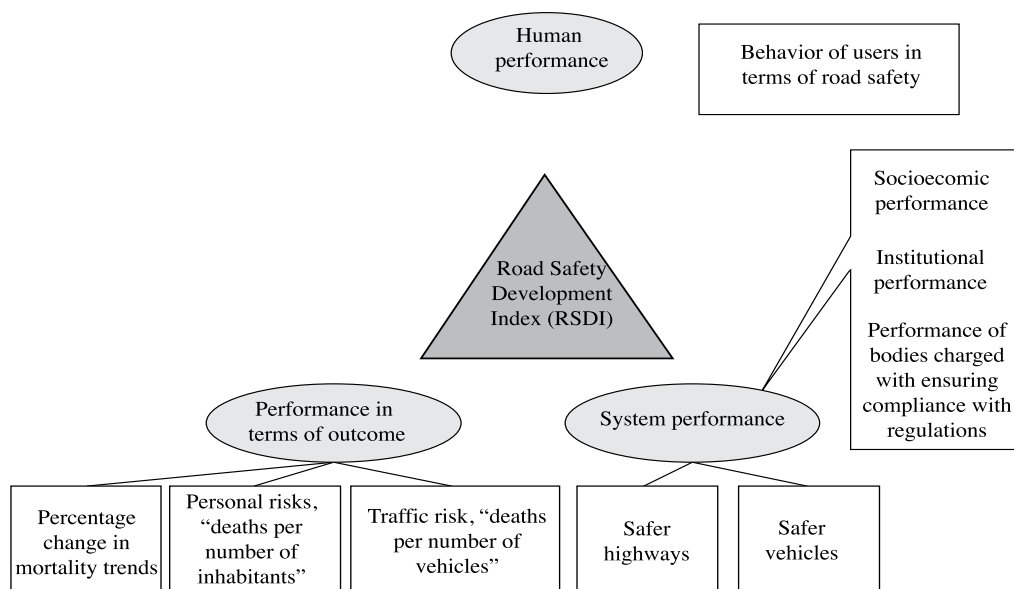 Human
performance
Behavior of users in
terms of road safety
Socioecomic
performance
Institutional
performance
Performance of
bodies charged
with ensuring
compliance with
regulations
Road Safety
Development
Index (RSDI)
Performance in
terms of outcome
System performance
Percentage
change in
mortality trends
Personal risks,
“deaths per
number of
inhabitants”
Traffic risk, “deaths
per number of
vehicles”
Safer
highways
Safer
vehicles